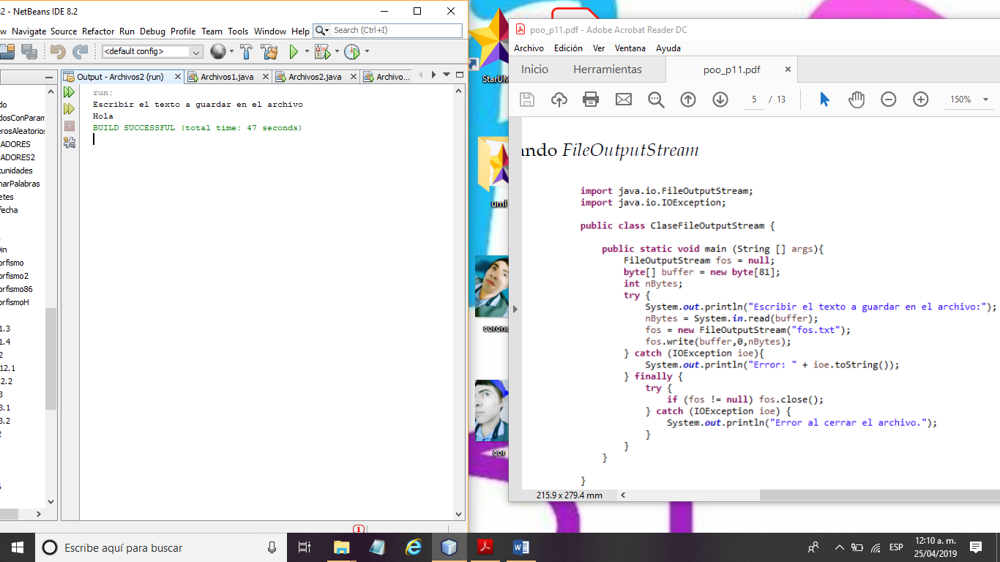 s2 - NetBeans IDE 8.2
w Navigate Source Refactor Run Debug Profile Team Tools Window Help
Search (Ctrl+I)
<default config>
Output - Archivos2 (run)
Archivos1.java
Archivos2.java
Archivo...
do
dosConParam
erosAleatorios
ADORES
ADORES2
tunidades
narPalabras
etes
fecha
Din
orfismo
orfismo2
orfismo86
orfismoH
1.3
1.4
2
12.1
2.2
3
3.1
3.2
2
run:
Escribir el texto a guardar en el archivo
Hola
BUILD SUCCESSFUL (total time: 47 seconds)
1
StarUM
uml
corona
cor
poo_p11.pdf - Adobe Acrobat Reader DC
Archivo Edición Ver Ventana Ayuda
Inicio
Herramientas
poo_p11.pdf
5 / 13
150%
ando FileOutputStream
import java.io.FileOutputStream;
import java.io.IOException;
public class ClaseFileOutputStream {
public static void main (String [] args){
FileOutputStream fos = null;
byte[] buffer = new byte[81];
int nBytes;
try {
System.out.println("Escribir el texto a guardar en el archivo:");
nBytes = System.in.read(buffer);
fos = new FileOutputStream("fos.txt");
fos.write(buffer,0,nBytes);
} catch (IOException ioe){
System.out.println("Error: " + ioe.toString());
} finally {
try {
if (fos != null) fos.close();
} catch (IOException ioe) {
System.out.println("Error al cerrar el archivo.");
}
}
}
}
215.9 x 279.4 mm
Escribe aquí para buscar
ESP
12:10 a. m.
25/04/2019